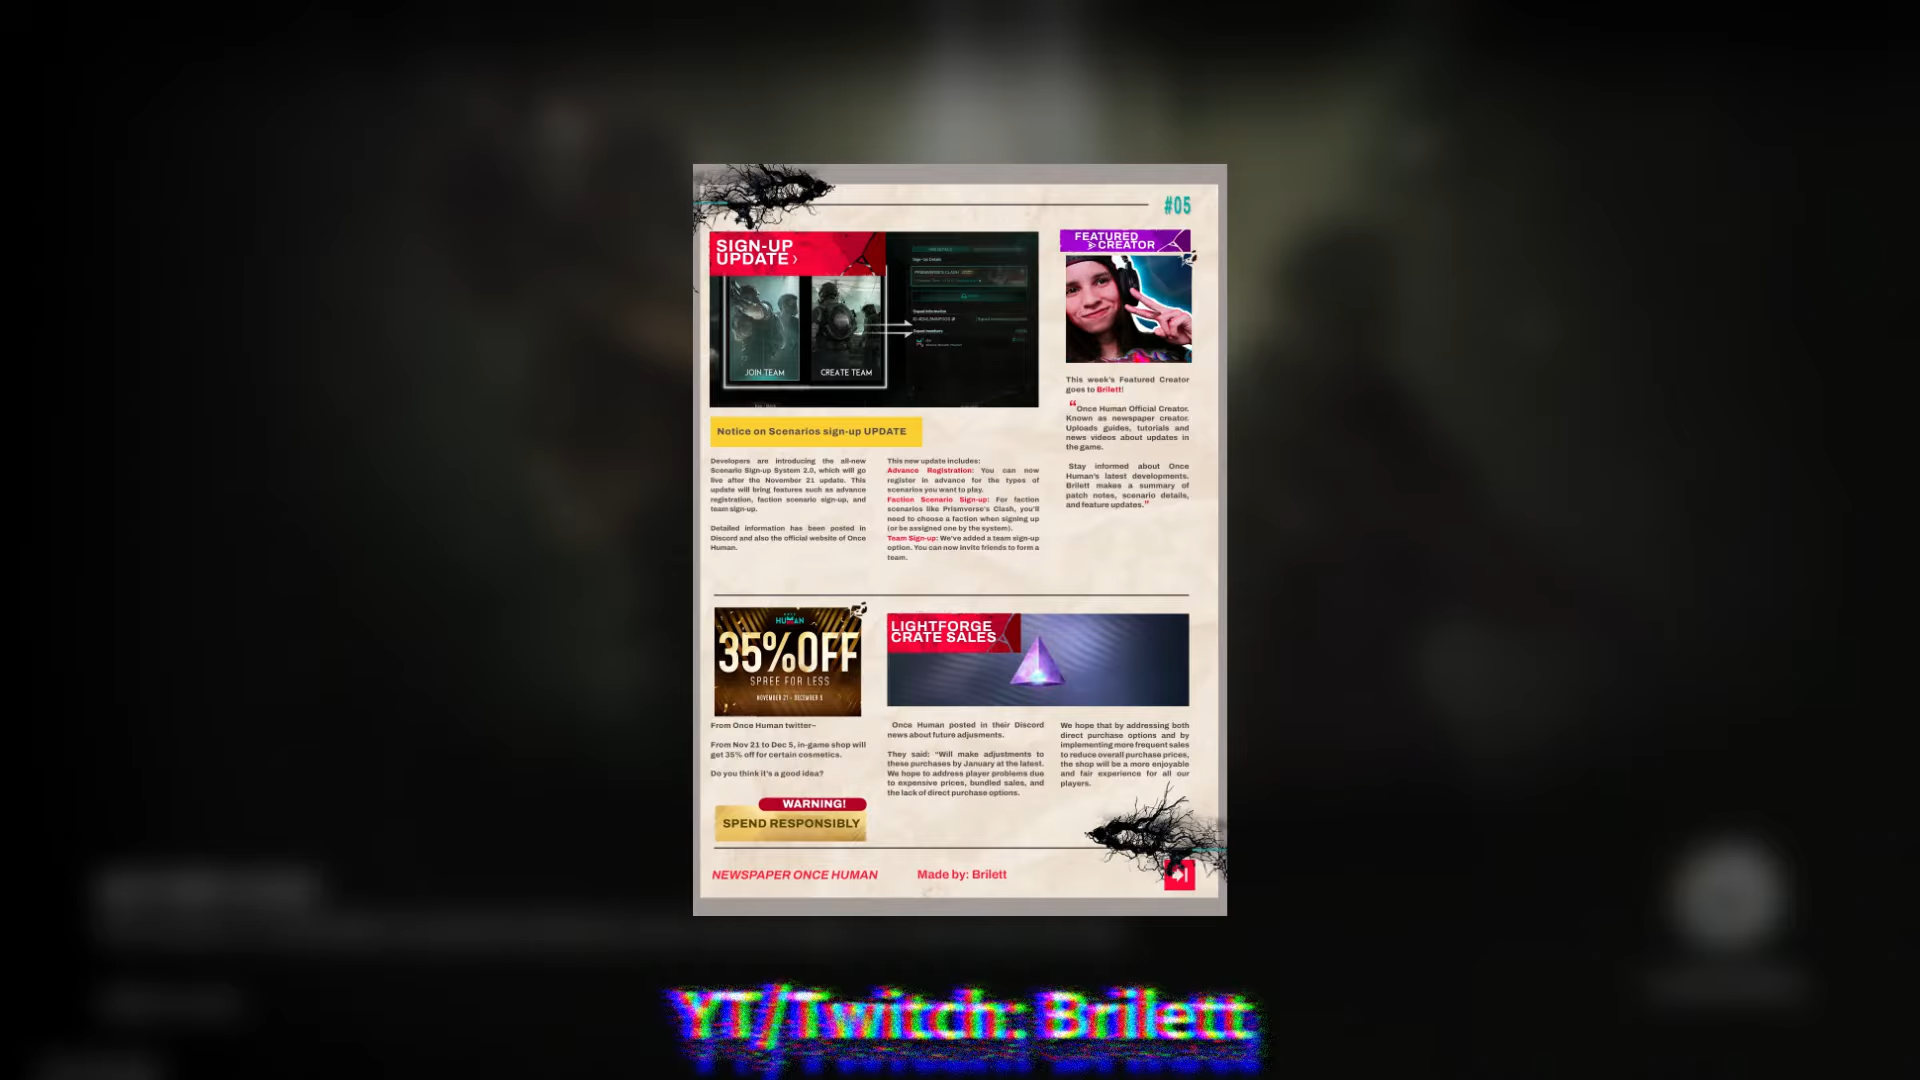 #05
SIGN-UP
UPDATE ›
JOIN TEAM
CREATE TEAM
Notice on Scenarios sign-up UPDATE
Developers are introducing the all-new
Scenario Sign-up System 2.0, which will go
live after the November 21 update. This
update will bring features such as advance
registration, faction scenario sign-up, and
team sign-up.
Detailed information has been posted in
Discord and also the official website of Once
Human.
This new update includes:
Advance Registration: You can now
register in advance for the types of
scenarios you want to play.
Faction Scenario Sign-up: For faction
scenarios like Prismverse's Clash, you'll
need to choose a faction when signing up
(or be assigned one by the system).
Team Sign-up: We've added a team sign-up
option. You can now invite friends to form a
team.
FEATURED
CREATOR
This week's Featured Creator
goes to Brilett!
“Once Human Official Creator.
Known as newspaper creator.
Uploads guides, tutorials and
news videos about updates in
the game.
Stay informed about Once
Human's latest developments.
Brilett makes a summary of
patch notes, scenario details,
and feature updates.”
HUMAN
35%OFF
SPREE FOR LESS
NOVEMBER 21 - DECEMBER 5
From Once Human twitter-
From Nov 21 to Dec 5, in-game shop will
get 35% off for certain cosmetics.
Do you think it's a good idea?
WARNING!
SPEND RESPONSIBLY
LIGHTFORGE
CRATE SALES
Once Human posted in their Discord
news about future adjusments.
They said: “Will make adjustments to
these purchases by January at the latest.
We hope to address player problems due
to expensive prices, bundled sales, and
the lack of direct purchase options.
We hope that by addressing both
direct purchase options and by
implementing more frequent sales
to reduce overall purchase prices,
the shop will be a more enjoyable
and fair experience for all our
players.
NEWSPAPER ONCE HUMAN
Made by: Brilett
YT/Twitch: Brilett